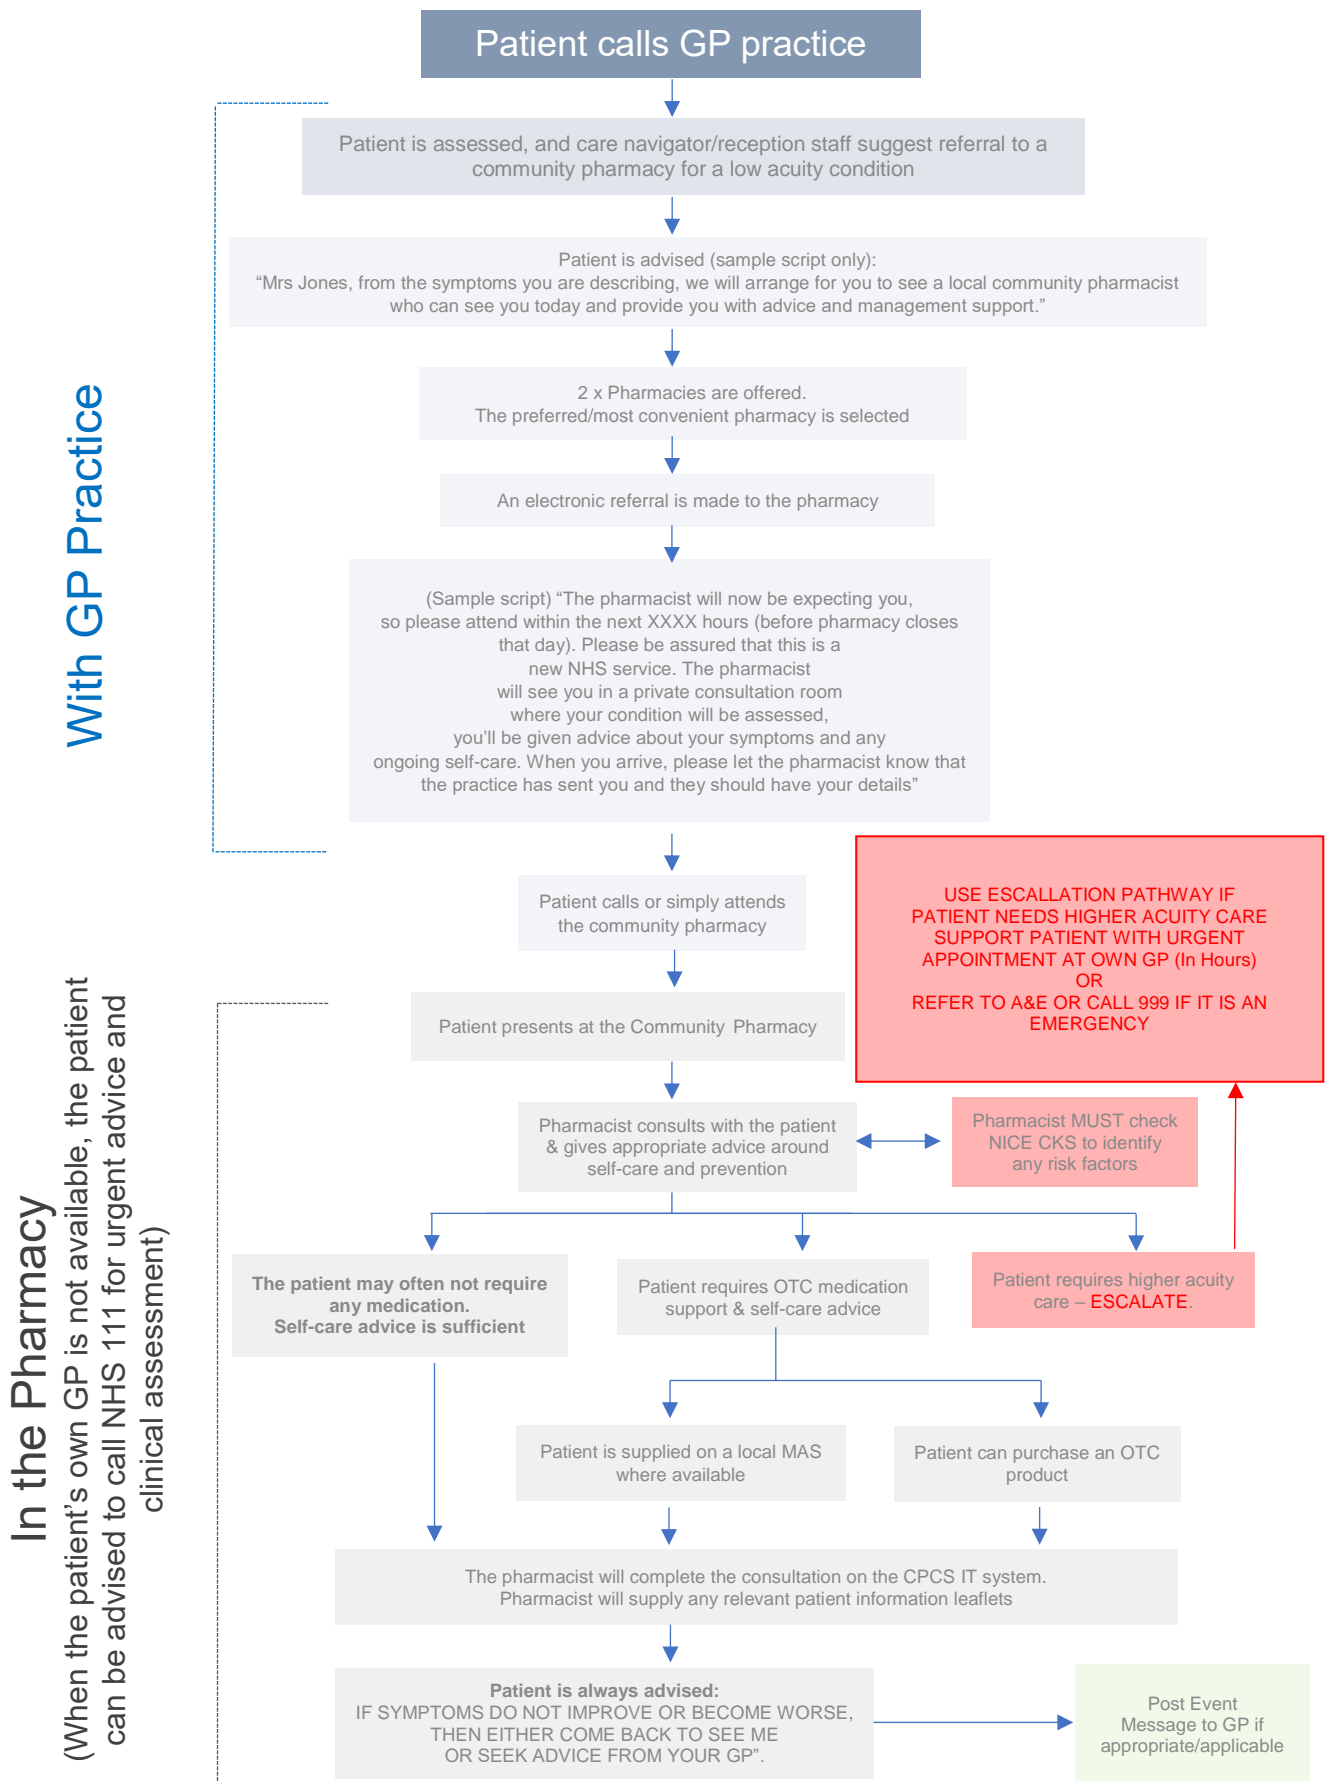 Patient calls GP practice
Patient is assessed, and care navigator/reception staff suggest referral to a
community pharmacy for a low acuity condition
Patient is advised (sample script only):
“Mrs Jones, from the symptoms you are describing, we will arrange for you to see a local community pharmacist
who can see you today and provide you with advice and management support.”
2 x Pharmacies are offered.
The preferred/most convenient pharmacy is selected
An electronic referral is made to the pharmacy
(Sample script) “The pharmacist will now be expecting you,
so please attend within the next XXXX hours (before pharmacy closes
that day). Please be assured that this is a
new NHS service. The pharmacist
will see you in a private consultation room
where your condition will be assessed,
you’ll be given advice about your symptoms and any
ongoing self-care. When you arrive, please let the pharmacist know that
the practice has sent you and they should have your details”
With GP Practice
Patient calls or simply attends
the community pharmacy
USE ESCALLATION PATHWAY IF
PATIENT NEEDS HIGHER ACUITY CARE
SUPPORT PATIENT WITH URGENT
APPOINTMENT AT OWN GP (In Hours)
OR
REFER TO A&E OR CALL 999 IF IT IS AN
EMERGENCY
In the Pharmacy
(When the patient’s own GP is not available, the patient
can be advised to call NHS 111 for urgent advice and
clinical assessment)
Patient presents at the Community Pharmacy
Pharmacist consults with the patient
& gives appropriate advice around
self-care and prevention
Pharmacist MUST check
NICE CKS to identify
any risk factors
The patient may often not require
any medication.
Self-care advice is sufficient
Patient requires OTC medication
support & self-care advice
Patient requires higher acuity
care – ESCALATE.
Patient is supplied on a local MAS
where available
Patient can purchase an OTC
product
The pharmacist will complete the consultation on the CPCS IT system.
Pharmacist will supply any relevant patient information leaflets
Patient is always advised:
IF SYMPTOMS DO NOT IMPROVE OR BECOME WORSE,
THEN EITHER COME BACK TO SEE ME
OR SEEK ADVICE FROM YOUR GP”.
Post Event
Message to GP if
appropriate/applicable